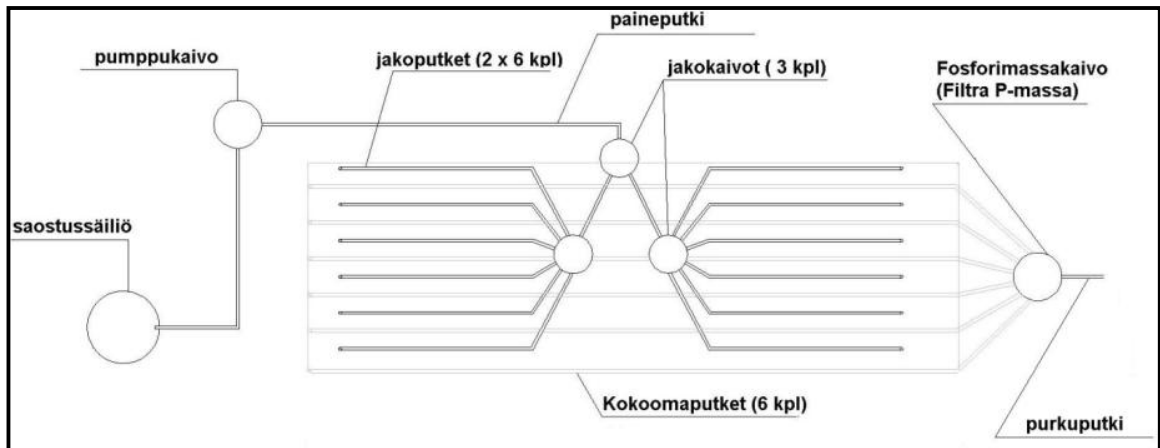 paineputki
pumppukaivo
jakoputket (2 x 6 kpl)
jakokaivot ( 3 kpl)
Fosforimassakaivo
(Filtra P-massa)
saostussäiliö
Kokoomaputket (6 kpl)
purkuputki